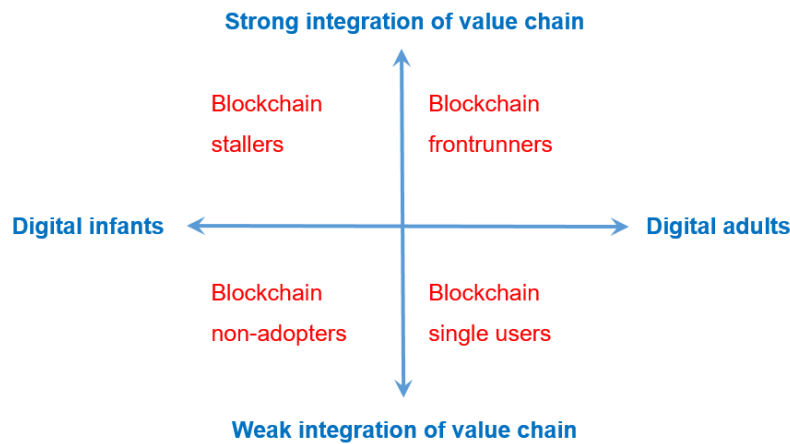 Strong integration of value chain
Blockchain
stallers
Blockchain
frontrunners
Digital infants
Digital adults
Blockchain
non-adopters
Blockchain
single users
Weak integration of value chain